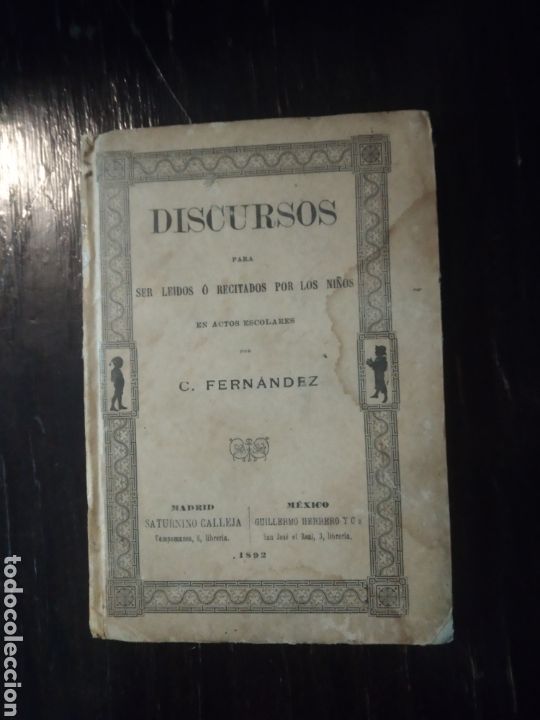 DISCURSOS
PARA
SER LEIDOS Ó RECITADOS POR LOS NIÑOS
EN ACTOS ESCOLARES
POR
C. FERNÁNDEZ
MADRID
SATURNINO CALLEJA
Campomanes, 8, librería.
MÉXICO
GUILLERMO HERRERO Y C.a
San José el Real, 3, librería.
1892
todocoleccion